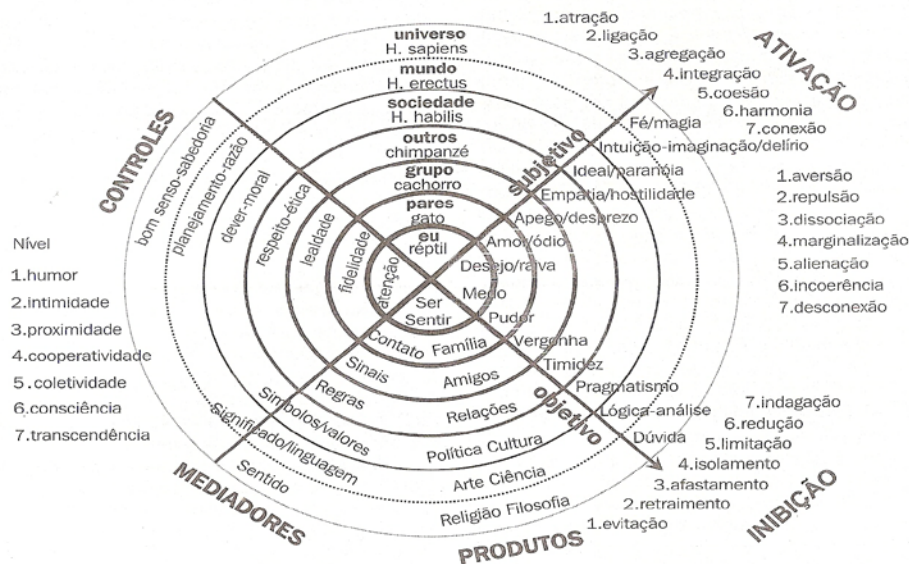 universo
H. sapiens
mundo
H. erectus
sociedade
H. habilis
outros
chimpanzé
grupo
cachorro
pares
gato
eu
réptil
CONTROLES
bom senso-sabedoria
planejamento-razão
dever-moral
respeito-ética
lealdade
fidelidade
atenção
Nível
1.humor
2.intimidade
3.proximidade
4.cooperatividade
5.coletividade
6.consciência
7.transcendência
ATIVAÇÃO
1.atração
2.ligação
3.agregação
4.integração
5.coesão
6.harmonia
7.conexão
subjetivo
Fé/magia
Intuição-imaginação/delírio
Ideal/paranóia
Empatia/hostilidade
Apego/desprezo
Amor/ódio
Desejo/raiva
Medo
Pudor
Vergonha
Timidez
Pragmatismo
Lógica-análise
Dúvida
objetivo
1.aversão
2.repulsão
3.dissociação
4.marginalização
5.alienação
6.incoerência
7.desconexão
7.indagação
6.redução
5.limitação
4.isolamento
3.afastamento
2.retraimento
1.evitação
INIBIÇÃO
Ser
Sentir
Contato Família
Sinais Amigos
Regras Relações
Símbolos/valores Política Cultura
Significado/linguagem Arte Ciência
Sentido Religião Filosofia
MEDIADORES
PRODUTOS